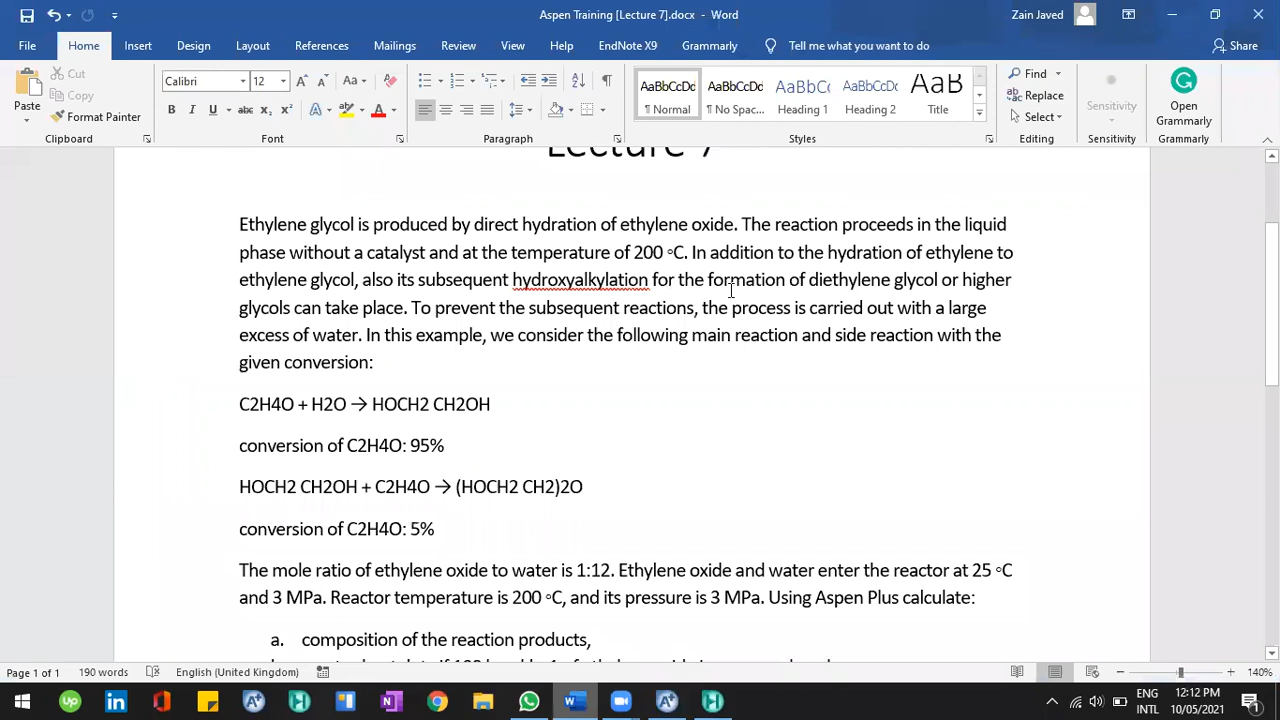 Aspen Training [Lecture 7].docx - Word
Zain Javed
File Home Insert Design Layout References Mailings Review View Help EndNote X9 Grammarly Tell me what you want to do Share
Paste
Cut
Copy
Format Painter
Clipboard
Calibri 12
Font
Paragraph
AaBbCcDd AaBbCcDd AaBbCc AaBbCcD AaB
¶ Normal ¶ No Spac... Heading 1 Heading 2 Title
Styles
Find
Replace
Select
Editing
Sensitivity
Sensitivity
Open Grammarly
Grammarly
Lecture 7
Ethylene glycol is produced by direct hydration of ethylene oxide. The reaction proceeds in the liquid
phase without a catalyst and at the temperature of 200 ◦C. In addition to the hydration of ethylene to
ethylene glycol, also its subsequent hydroxyalkylation for the formation of diethylene glycol or higher
glycols can take place. To prevent the subsequent reactions, the process is carried out with a large
excess of water. In this example, we consider the following main reaction and side reaction with the
given conversion:
C2H4O + H2O → HOCH2 CH2OH
conversion of C2H4O: 95%
HOCH2 CH2OH + C2H4O → (HOCH2 CH2)2O
conversion of C2H4O: 5%
The mole ratio of ethylene oxide to water is 1:12. Ethylene oxide and water enter the reactor at 25 ◦C
and 3 MPa. Reactor temperature is 200 ◦C, and its pressure is 3 MPa. Using Aspen Plus calculate:
a. composition of the reaction products,
Page 1 of 1 190 words English (United Kingdom) 140%
ENG
INTL
12:12 PM
10/05/2021